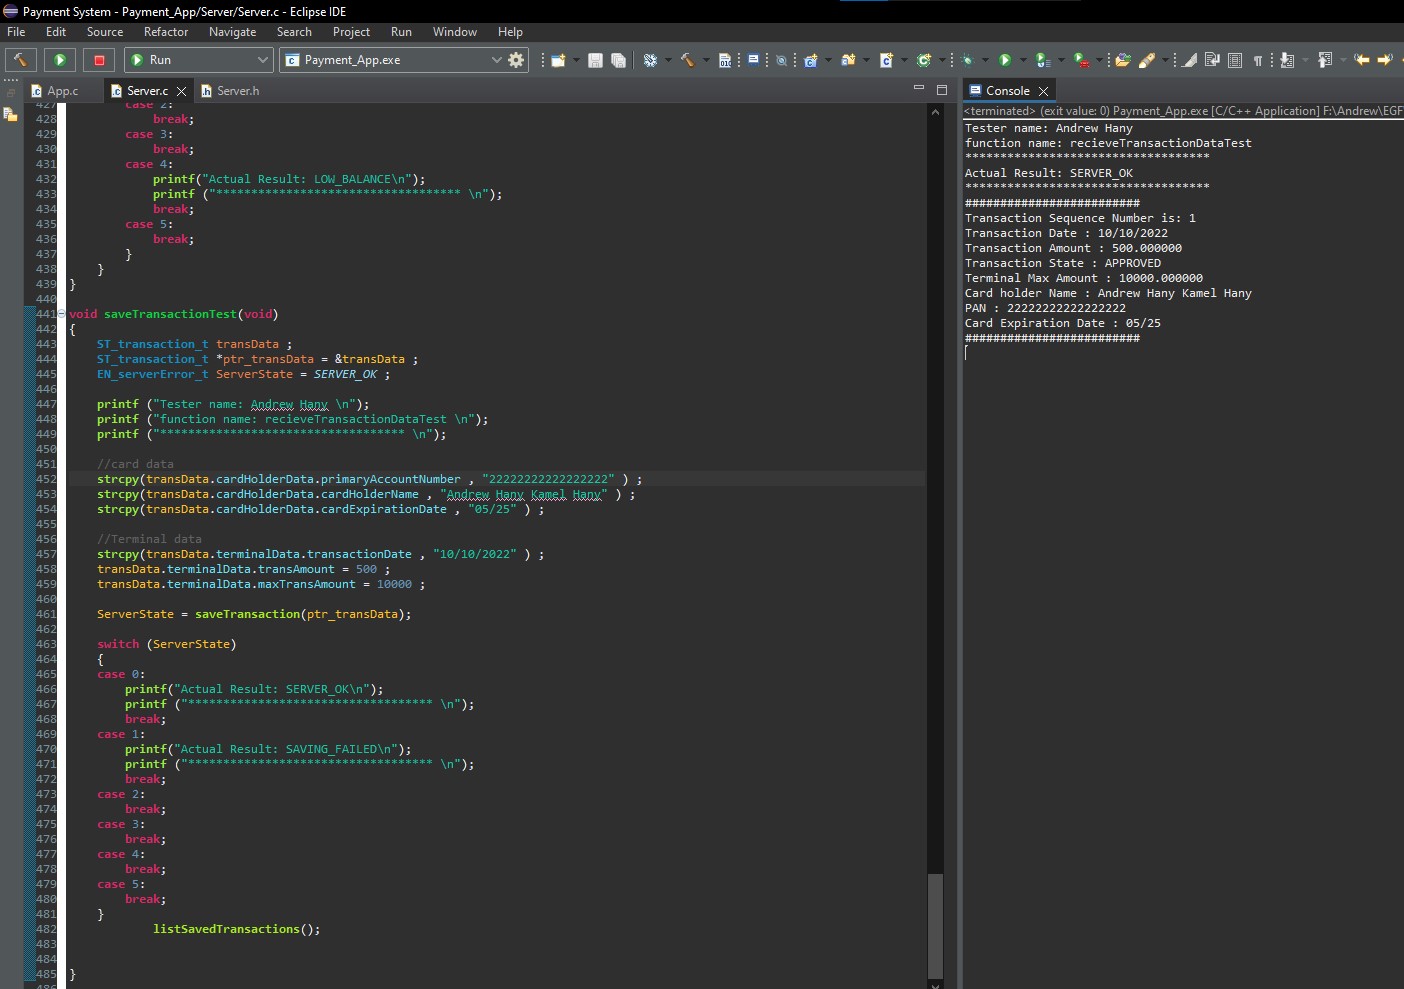 Payment System - Payment_App/Server/Server.c - Eclipse IDE
File Edit Source Refactor Navigate Search Project Run Window Help
Run Payment_App.exe
App.c Server.c Server.h
427 case 2:
428 break;
429 case 3:
430 break;
431 case 4:
432 printf("Actual Result: LOW_BALANCE\n");
433 printf ("*********************************** \n");
434 break;
435 case 5:
436 break;
437 }
438 }
439 }
440
441 void saveTransactionTest(void)
442 {
443 ST_transaction_t transData ;
444 ST_transaction_t *ptr_transData = &transData ;
445 EN_serverError_t ServerState = SERVER_OK ;
446
447 printf ("Tester name: Andrew Hany \n");
448 printf ("function name: recieveTransactionDataTest \n");
449 printf ("*********************************** \n");
450
451 //card data
452 strcpy(transData.cardHolderData.primaryAccountNumber , "22222222222222222" ) ;
453 strcpy(transData.cardHolderData.cardHolderName , "Andrew Hany Kamel Hany" ) ;
454 strcpy(transData.cardHolderData.cardExpirationDate , "05/25" ) ;
455
456 //Terminal data
457 strcpy(transData.terminalData.transactionDate , "10/10/2022" ) ;
458 transData.terminalData.transAmount = 500 ;
459 transData.terminalData.maxTransAmount = 10000 ;
460
461 ServerState = saveTransaction(ptr_transData);
462
463 switch (ServerState)
464 {
465 case 0:
466 printf("Actual Result: SERVER_OK\n");
467 printf ("*********************************** \n");
468 break;
469 case 1:
470 printf("Actual Result: SAVING_FAILED\n");
471 printf ("*********************************** \n");
472 break;
473 case 2:
474 break;
475 case 3:
476 break;
477 case 4:
478 break;
479 case 5:
480 break;
481 }
482 listSavedTransactions();
483
484
485 }
486
Console
<terminated> (exit value: 0) Payment_App.exe [C/C++ Application] F:\Andrew\EGF
Tester name: Andrew Hany
function name: recieveTransactionDataTest
***********************************
Actual Result: SERVER_OK
***********************************
#########################
Transaction Sequence Number is: 1
Transaction Date : 10/10/2022
Transaction Amount : 500.000000
Transaction State : APPROVED
Terminal Max Amount : 10000.000000
Card holder Name : Andrew Hany Kamel Hany
PAN : 22222222222222222
Card Expiration Date : 05/25
#########################